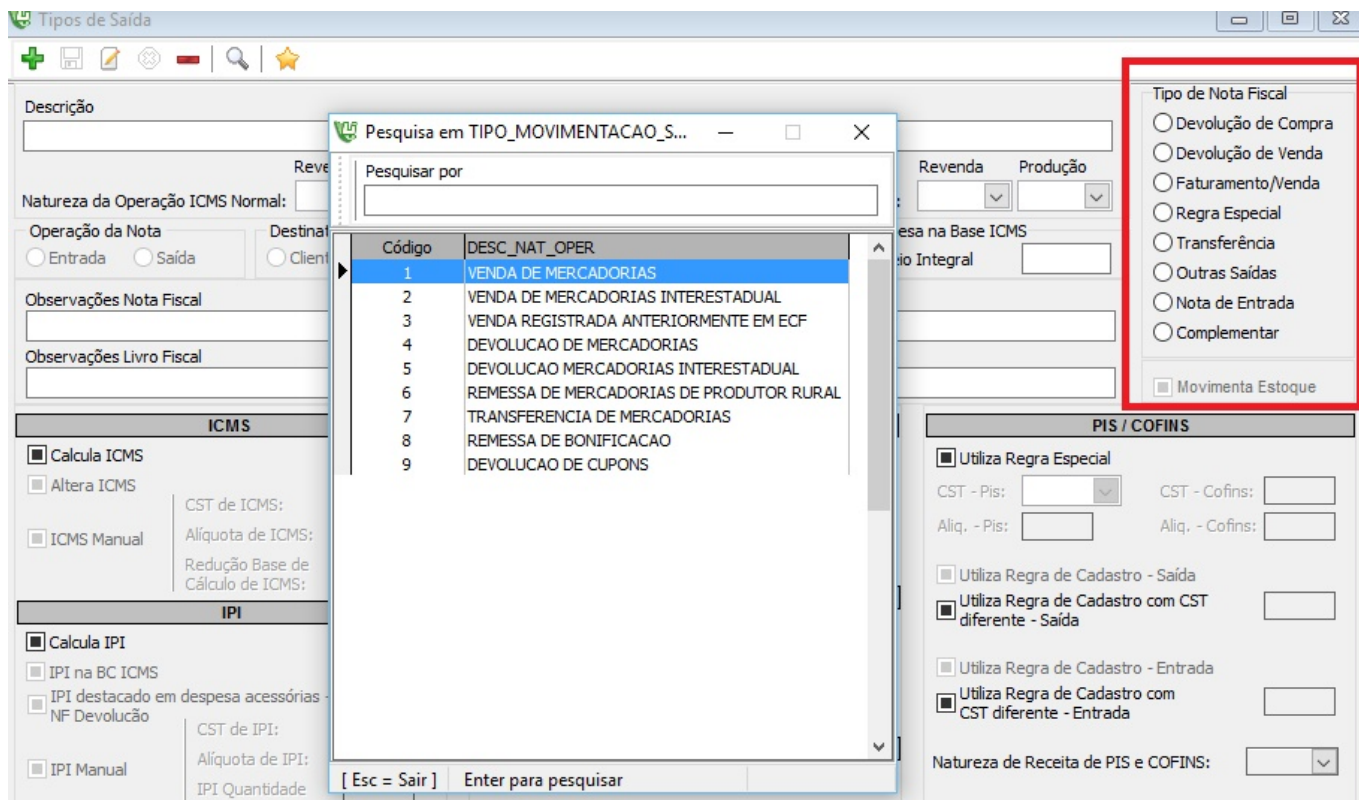 Tipos de Saída
Descrição
Natureza da Operação ICMS Normal:
Revenda
Produção
Operação da Nota
Entrada
Saída
Observações Nota Fiscal
Observações Livro Fiscal
Pesquisa em TIPO_MOVIMENTACAO_S...
Pesquisar por
Código DESC_NAT_OPER
1 VENDA DE MERCADORIAS
2 VENDA DE MERCADORIAS INTERESTADUAL
3 VENDA REGISTRADA ANTERIORMENTE EM ECF
4 DEVOLUCAO DE MERCADORIAS
5 DEVOLUCAO MERCADORIAS INTERESTADUAL
6 REMESSA DE MERCADORIAS DE PRODUTOR RURAL
7 TRANSFERENCIA DE MERCADORIAS
8 REMESSA DE BONIFICACAO
9 DEVOLUCAO DE CUPONS
[ Esc = Sair ] Enter para pesquisar
Base ICMS
Integral
Tipo de Nota Fiscal
Devolução de Compra
Devolução de Venda
Faturamento/Venda
Regra Especial
Transferência
Outras Saídas
Nota de Entrada
Complementar
Movimenta Estoque
ICMS
Calcula ICMS
Altera ICMS
ICMS Manual
CST de ICMS:
Alíquota de ICMS:
Redução Base de
Cálculo de ICMS:
IPI
Calcula IPI
IPI na BC ICMS
IPI destacado em despesa acessórias -
NF Devolucão
IPI Manual
CST de IPI:
Alíquota de IPI:
IPI Quantidade
PIS / COFINS
Utiliza Regra Especial
CST - Pis:
CST - Cofins:
Aliq. - Pis:
Aliq. - Cofins:
Utiliza Regra de Cadastro - Saída
Utiliza Regra de Cadastro com CST
diferente - Saída
Utiliza Regra de Cadastro - Entrada
Utiliza Regra de Cadastro com
CST diferente - Entrada
Natureza de Receita de PIS e COFINS: